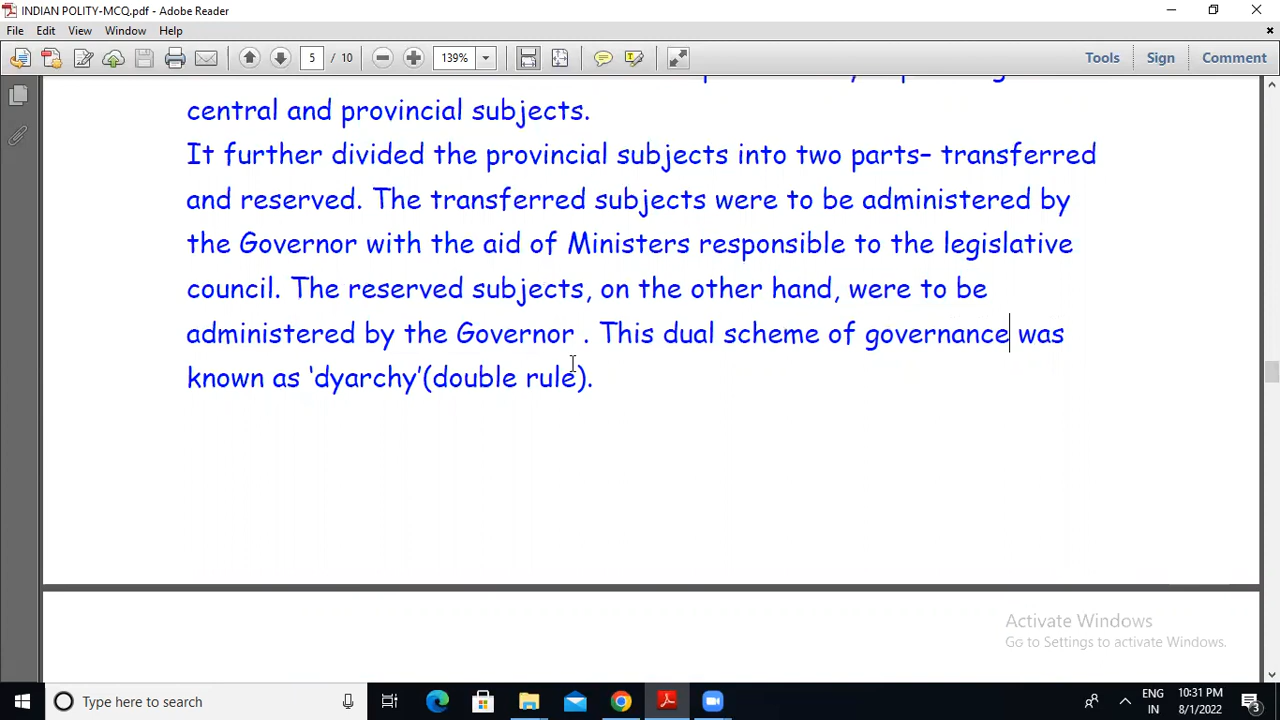 INDIAN POLITY-MCQ.pdf - Adobe Reader
File Edit View Window Help
5 / 10 139% Tools Sign Comment
central and provincial subjects.
It further divided the provincial subjects into two parts– transferred
and reserved. The transferred subjects were to be administered by
the Governor with the aid of Ministers responsible to the legislative
council. The reserved subjects, on the other hand, were to be
administered by the Governor . This dual scheme of governance was
known as ‘dyarchy’(double rule).
Activate Windows
Go to Settings to activate Windows.
Type here to search
ENG 10:31 PM
IN 8/1/2022 3